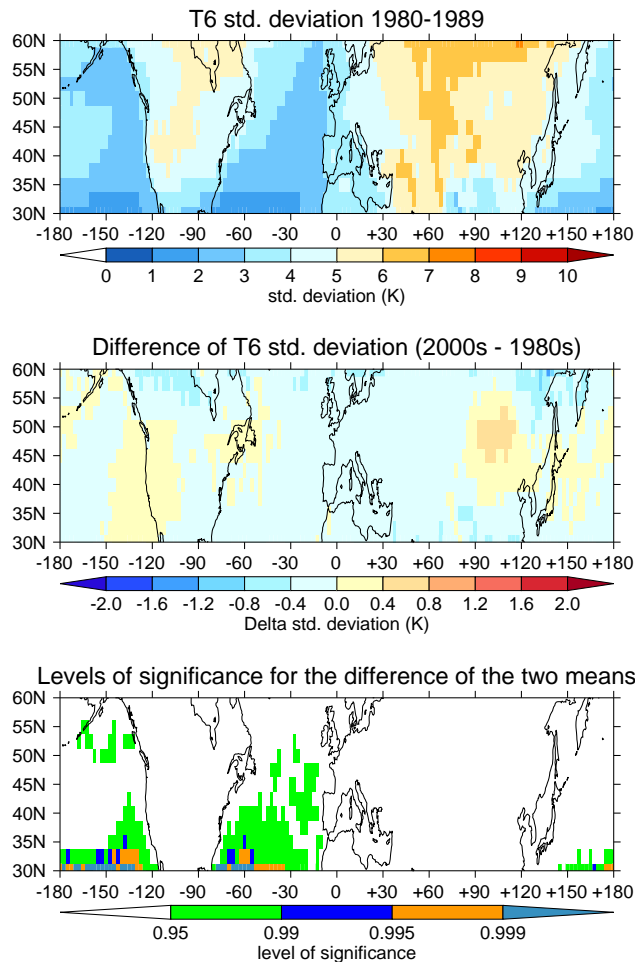 T6 std. deviation 1980-1989
60N
55N
50N
45N
40N
35N
30N
-180 -150 -120 -90 -60 -30 0 +30 +60 +90 +120 +150 +180
0 1 2 3 4 5 6 7 8 9 10
std. deviation (K)
Difference of T6 std. deviation (2000s - 1980s)
60N
55N
50N
45N
40N
35N
30N
-180 -150 -120 -90 -60 -30 0 +30 +60 +90 +120 +150 +180
-2.0 -1.6 -1.2 -0.8 -0.4 0.0 0.4 0.8 1.2 1.6 2.0
Delta std. deviation (K)
Levels of significance for the difference of the two means
60N
55N
50N
45N
40N
35N
30N
-180 -150 -120 -90 -60 -30 0 +30 +60 +90 +120 +150 +180
0.95 0.99 0.995 0.999
level of significance